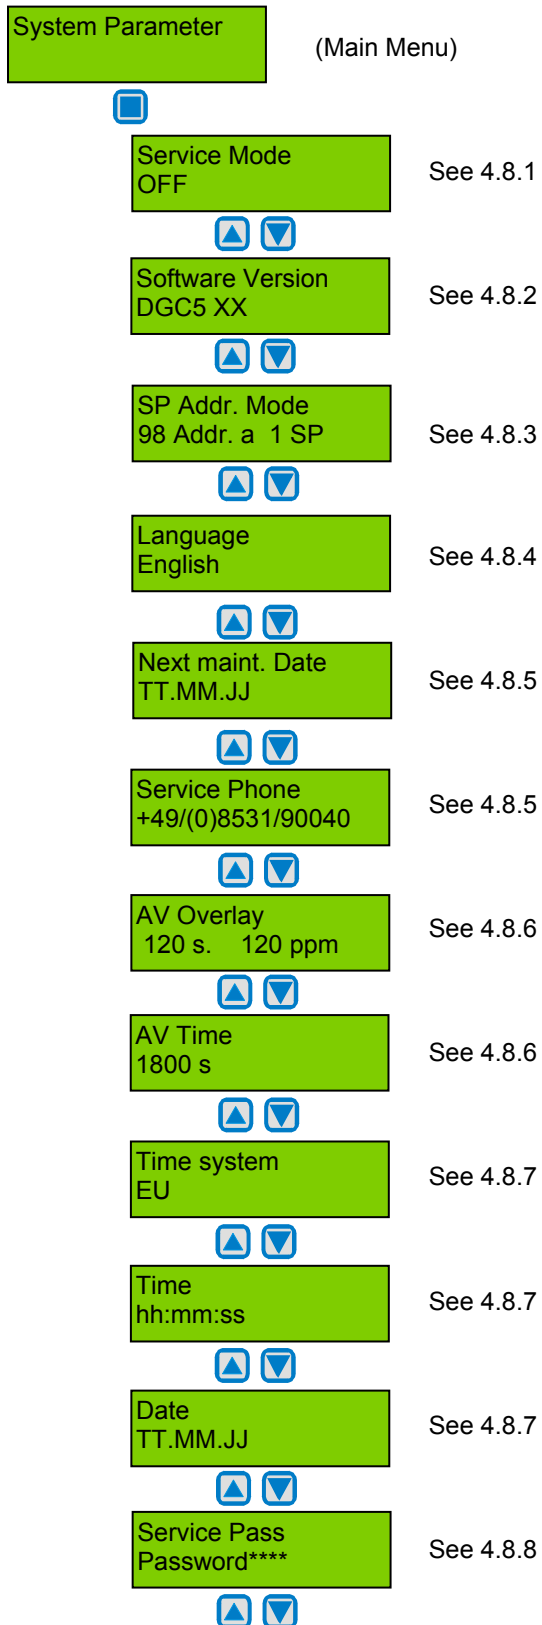 System Parameter
(Main Menu)
Service Mode
OFF
See 4.8.1
Software Version
DGC5 XX
See 4.8.2
SP Addr. Mode
98 Addr. a  1 SP
See 4.8.3
Language
English
See 4.8.4
Next maint. Date
TT.MM.JJ
See 4.8.5
Service Phone
+49/(0)8531/90040
See 4.8.5
AV Overlay
120 s.    120 ppm
See 4.8.6
AV Time
1800 s
See 4.8.6
Time system
EU
See 4.8.7
Time
hh:mm:ss
See 4.8.7
Date
TT.MM.JJ
See 4.8.7
Service Pass
Password****
See 4.8.8